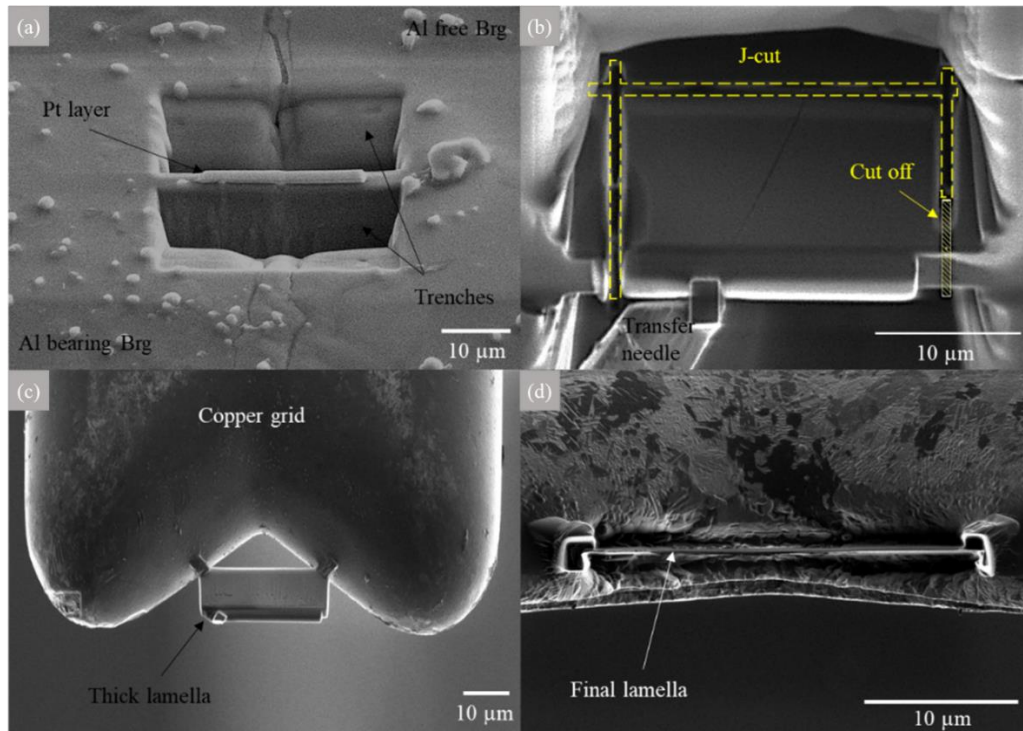 (a)
Al free Brg
Pt layer
Trenches
Al bearing Brg
10 µm
(b)
J-cut
Cut off
Transfer
needle
10 µm
(c)
Copper grid
Thick lamella
10 µm
(d)
Final lamella
10 µm